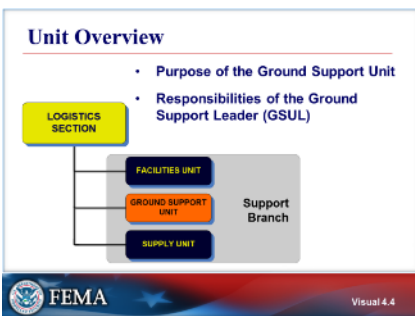 Unit Overview
• Purpose of the Ground Support Unit
• Responsibilities of the Ground
Support Leader (GSUL)
LOGISTICS
SECTION
FACILITIES UNIT
GROUND SUPPORT
UNIT
SUPPLY UNIT
Support
Branch
FEMA
Visual 4.4